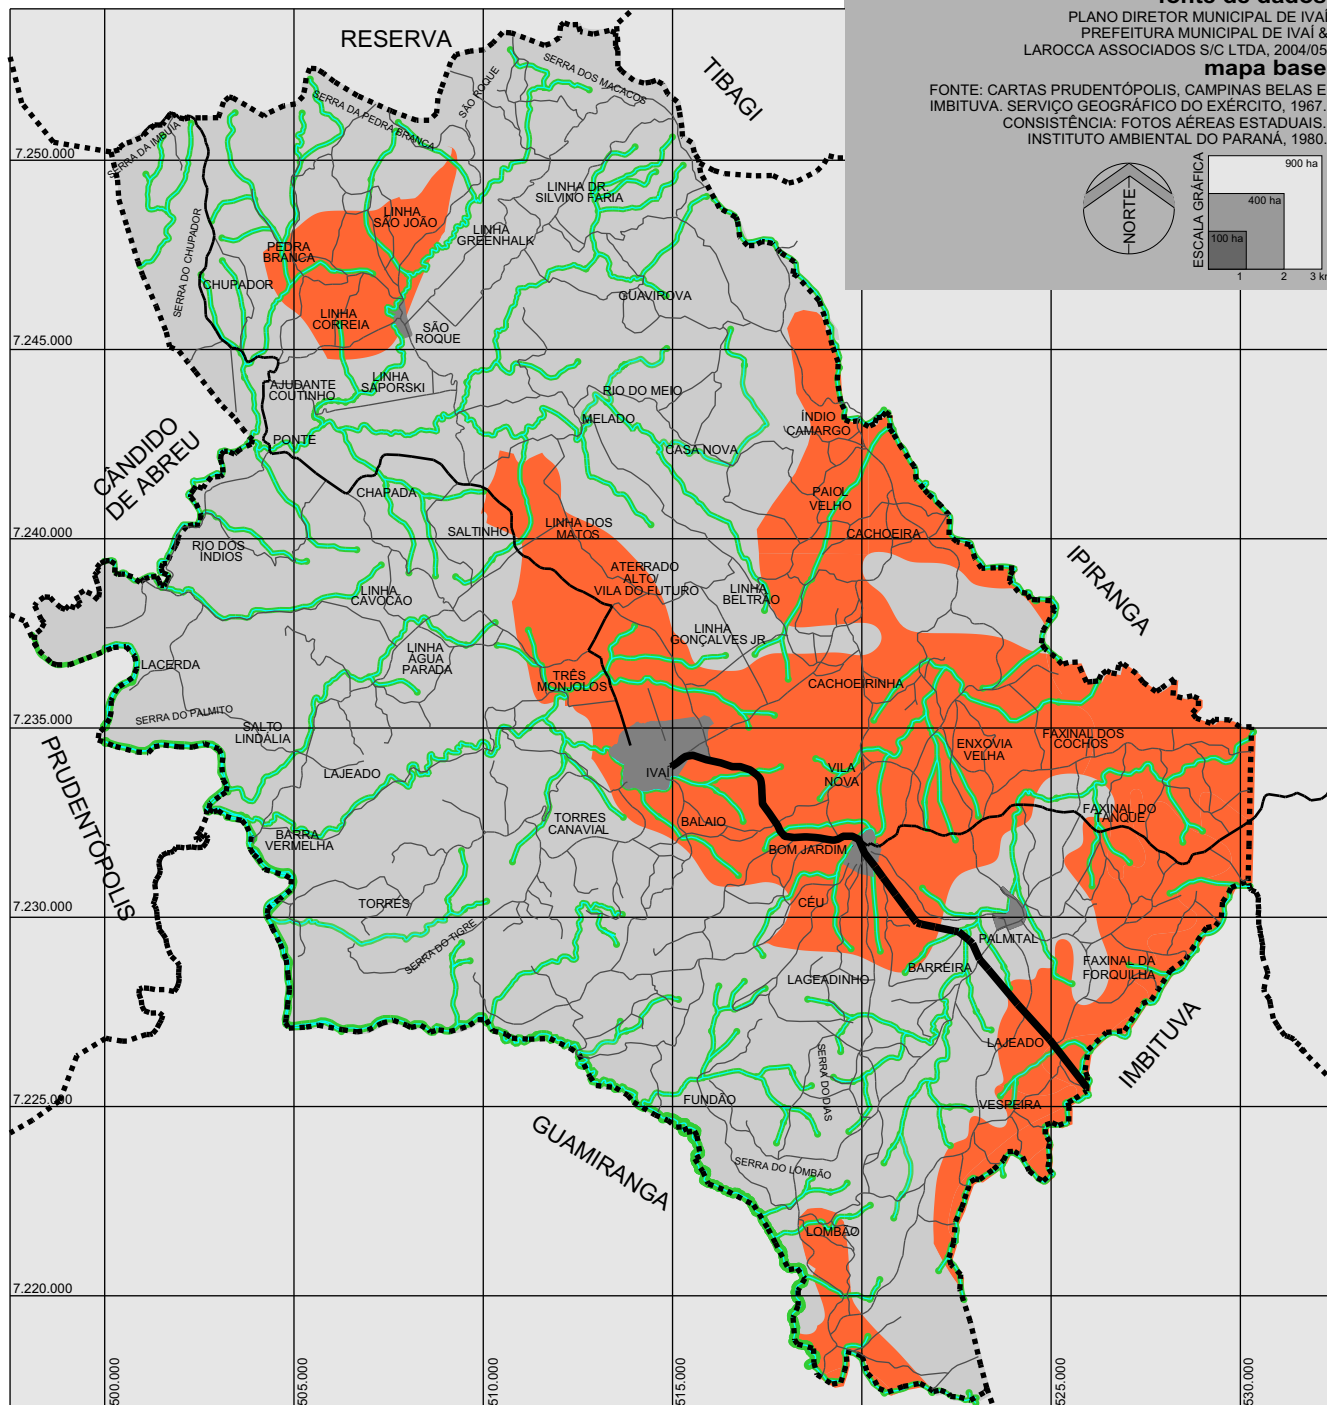 fonte de dados
PLANO DIRETOR MUNICIPAL DE IVAÍ
PREFEITURA MUNICIPAL DE IVAÍ &
LAROCCA ASSOCIADOS S/C LTDA, 2004/05
mapa base
FONTE: CARTAS PRUDENTÓPOLIS, CAMPINAS BELAS E
IMBITUVA. SERVIÇO GEOGRÁFICO DO EXÉRCITO, 1967.
CONSISTÊNCIA: FOTOS AÉREAS ESTADUAIS.
INSTITUTO AMBIENTAL DO PARANÁ, 1980.
NORTE
ESCALA GRÁFICA
900 ha
400 ha
100 ha
1 2 3 km
RESERVA
TIBAGI
SERRA DOS MACACOS
SÃO ROQUE
SERRA DA PEDRA BRANCA
SERRA DA IMBUIA
7.250.000
LINHA DR.
SILVINO FARIA
LINHA
SÃO JOÃO
LINHA
GREENHALK
SERRA DO CHUPADOR
PEDRA
BRANCA
CHUPADOR
GUAVIROVA
LINHA
CORREIA
SÃO
ROQUE
7.245.000
AJUDANTE
COUTINHO
LINHA
SAPORSKI
RIO DO MEIO
MELADO
ÍNDIO
CAMARGO
CÂNDIDO
DE ABREU
PONTE
CASA NOVA
CHAPADA
PAIOL
VELHO
7.240.000
SALTINHO
LINHA DOS
MATOS
CACHOEIRA
RIO DOS
ÍNDIOS
IPIRANGA
ATERRADO
ALTO/
VILA DO FUTURO
LINHA
CAVOCÃO
LINHA
BELTRÃO
LINHA
GONÇALVES JR
LINHA
ÁGUA
PARADA
LACERDA
TRÊS
MONJOLOS
CACHOEIRINHA
7.235.000
SERRA DO PALMITO
SALTO
LINDÁLIA
ENXOVIA
VELHA
FAXINAL DOS
COCHOS
PRUDENTÓPOLIS
LAJEADO
IVAÍ
VILA
NOVA
FAXINAL DO
TANQUE
TORRES
CANAVIAL
BALAIO
BARRA
VERMELHA
BOM JARDIM
7.230.000
TORRES
CÉU
SERRA DO TIGRE
PALMITAL
BARREIRA
FAXINAL DA
FORQUILHA
LAGEADINHO
IMBITUVA
LAJEADO
SERRA DO DIAS
7.225.000
FUNDÃO
VESPEIRA
GUAMIRANGA
SERRA DO LOMBÃO
LOMBÃO
7.220.000
500.000
505.000
510.000
515.000
525.000
530.000